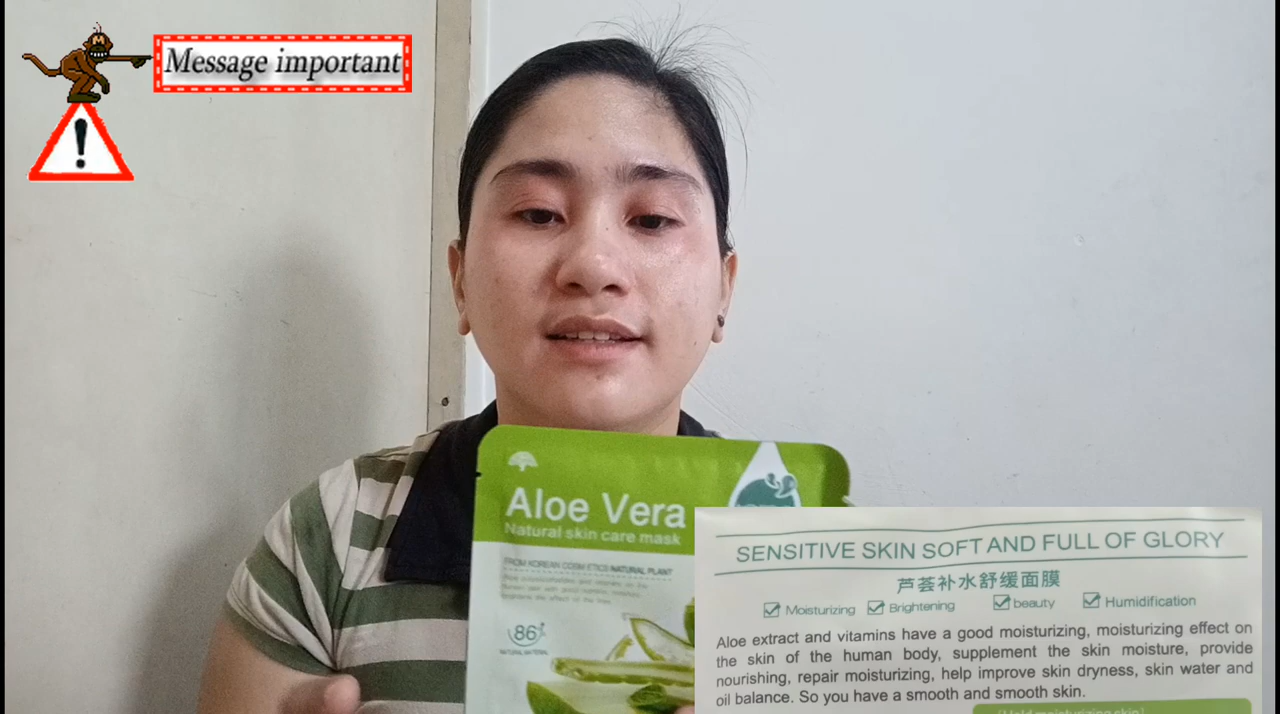 Message important
!
Aloe Vera
Natural skin care mask
FROM KOREAN COSMETICS NATURAL PLANT
86
NATURAL MATERIAL
SENSITIVE SKIN SOFT AND FULL OF GLORY
芦荟补水舒缓面膜
Moisturizing Brightening beauty Humidification
Aloe extract and vitamins have a good moisturizing, moisturizing effect on
the skin of the human body, supplement the skin moisture, provide
nourishing, repair moisturizing, help improve skin dryness, skin water and
oil balance. So you have a smooth and smooth skin.